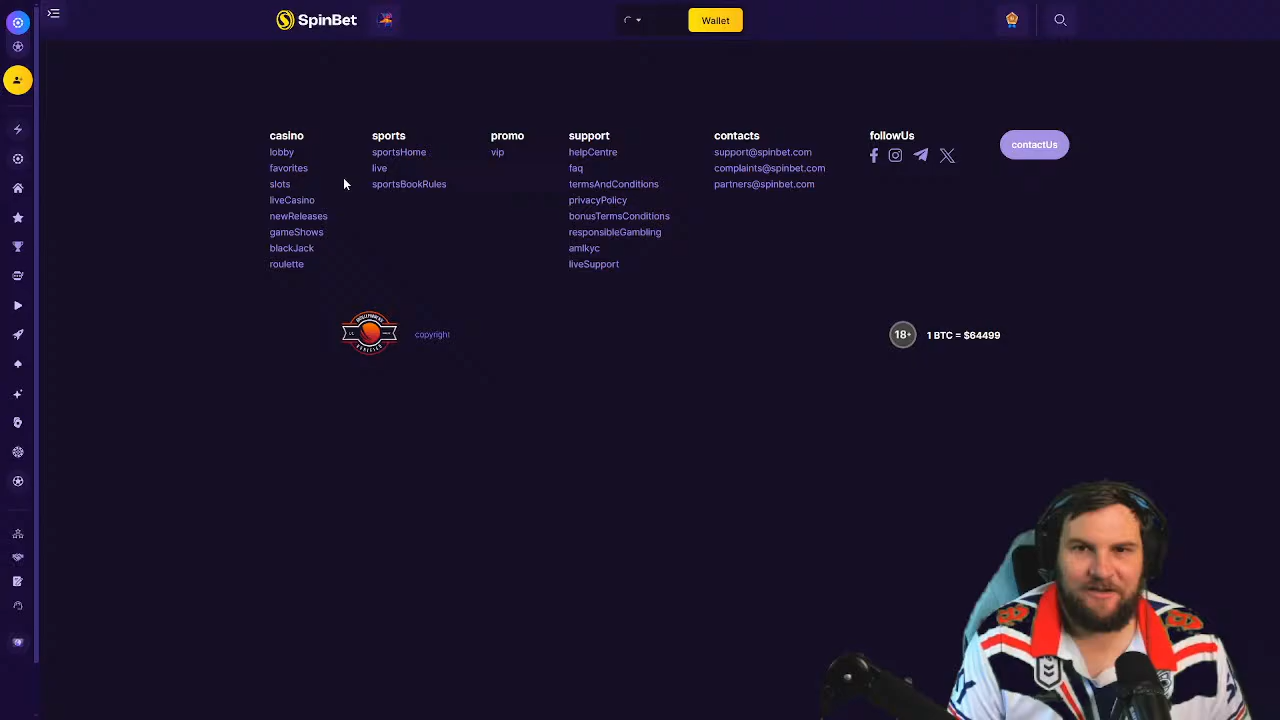 SpinBet
Wallet
casino
lobby
favorites
slots
liveCasino
newReleases
gameShows
blackJack
roulette
sports
sportsHome
live
sportsBookRules
promo
vip
support
helpCentre
faq
termsAndConditions
privacyPolicy
bonusTermsConditions
responsibleGambling
amlkyc
liveSupport
contacts
support@spinbet.com
complaints@spinbet.com
partners@spinbet.com
followUs
contactUs
copyright
18+
1 BTC = $64499